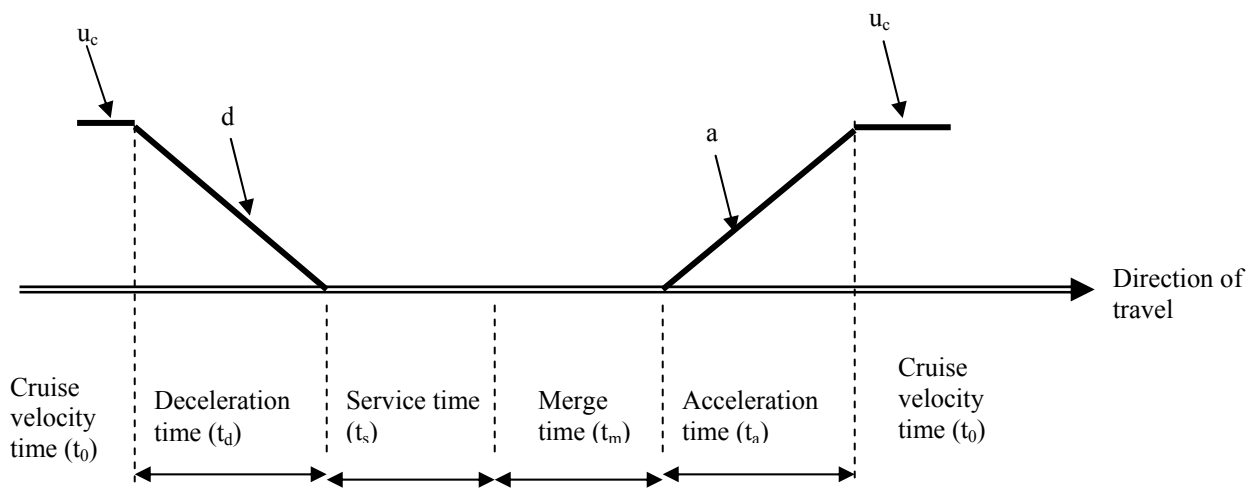 u_c
u_c
d
a
Direction of
travel
Cruise
velocity
time (t_0)
Deceleration
time (t_d)
Service time
(t_s)
Merge
time (t_m)
Acceleration
time (t_a)
Cruise
velocity
time (t_0)